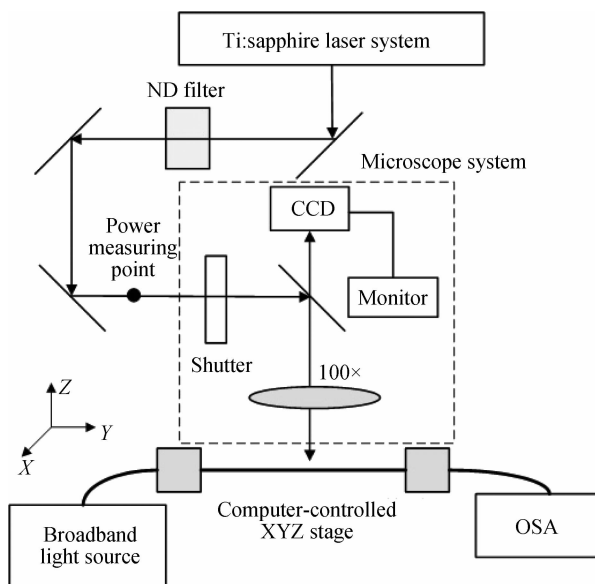 Ti:sapphire laser system
ND filter
Microscope system
CCD
Power
measuring
point
Monitor
Shutter
100×
Z
Y
X
Computer-controlled
XYZ stage
Broadband
light source
OSA